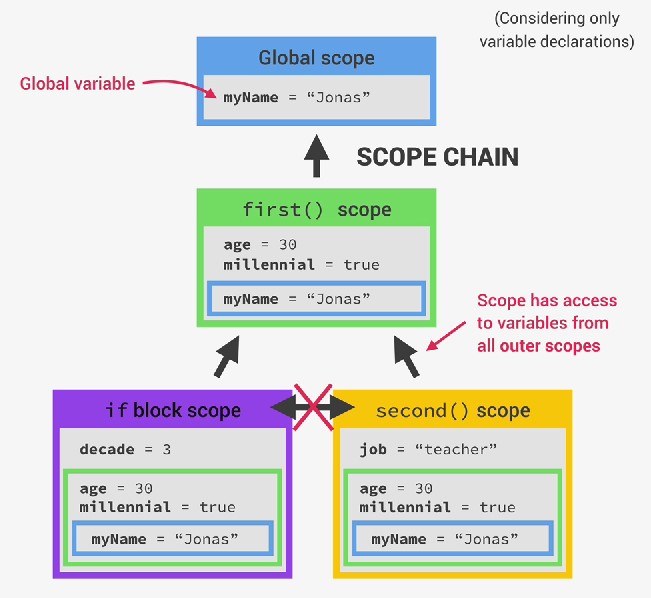 (Considering only
variable declarations)
Global scope
Global variable
myName = “Jonas”
SCOPE CHAIN
first() scope
age = 30
millennial = true
myName = “Jonas”
Scope has access
to variables from
all outer scopes
if block scope
decade = 3
age = 30
millennial = true
myName = “Jonas”
second() scope
job = “teacher”
age = 30
millennial = true
myName = “Jonas”